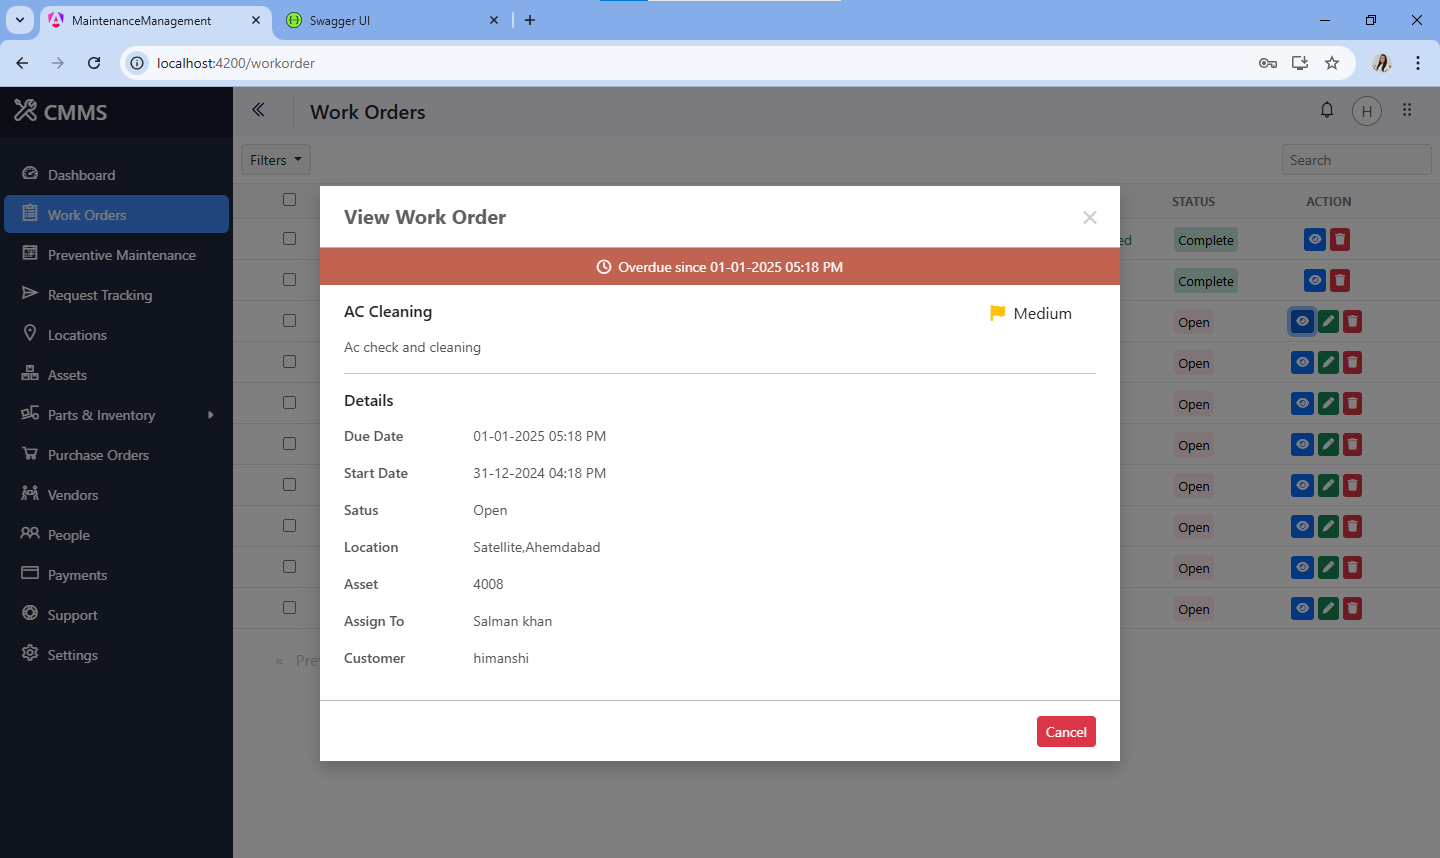 MaintenanceManagement
Swagger UI
localhost:4200/workorder
CMMS
Work Orders
H
Dashboard
Work Orders
Preventive Maintenance
Request Tracking
Locations
Assets
Parts & Inventory
Purchase Orders
Vendors
People
Payments
Support
Settings
Filters
Search
STATUS ACTION
Complete
Complete
Open
Open
Open
Open
Open
Open
Open
Open
«
View Work Order
Overdue since 01-01-2025 05:18 PM
AC Cleaning
Medium
Ac check and cleaning
Details
Due Date 01-01-2025 05:18 PM
Start Date 31-12-2024 04:18 PM
Satus Open
Location Satellite,Ahemdabad
Asset 4008
Assign To Salman khan
Customer himanshi
Cancel